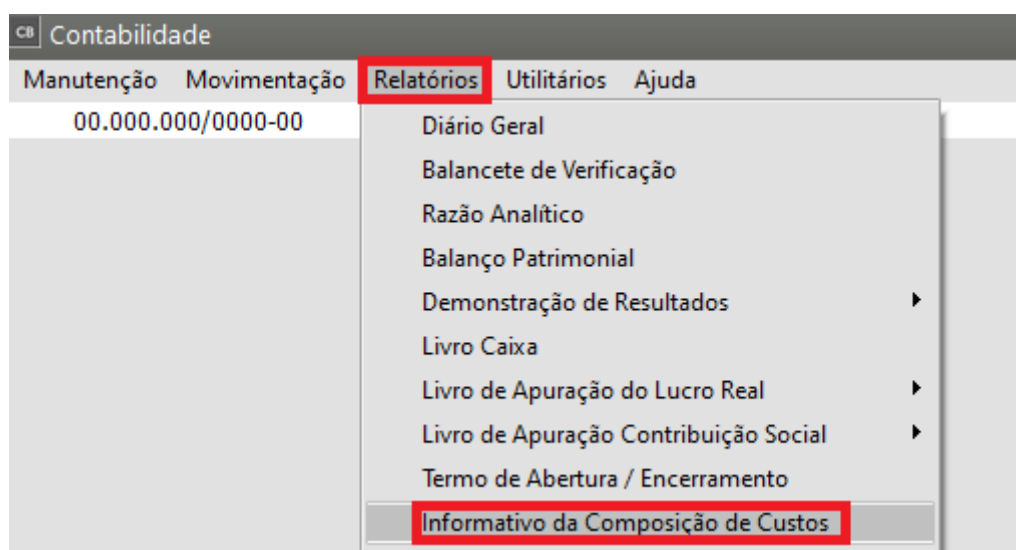 CB Contabilidade
Manutenção Movimentação Relatórios Utilitários Ajuda
00.000.000/0000-00
Diário Geral
Balancete de Verificação
Razão Analítico
Balanço Patrimonial
Demonstração de Resultados
Livro Caixa
Livro de Apuração do Lucro Real
Livro de Apuração Contribuição Social
Termo de Abertura / Encerramento
Informativo da Composição de Custos